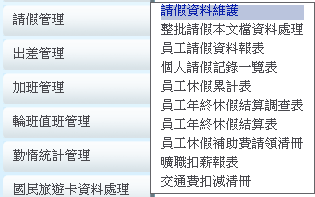 請假管理
出差管理
加班管理
輪班值班管理
勤惰統計管理
國民旅遊卡資料處理
請假資料維護
整批請假本文檔資料處理
員工請假資料報表
個人請假記錄一覽表
員工休假累計表
員工年終休假結算調查表
員工年終休假結算表
員工休假補助費請領清冊
曠職扣薪報表
交通費扣減清冊